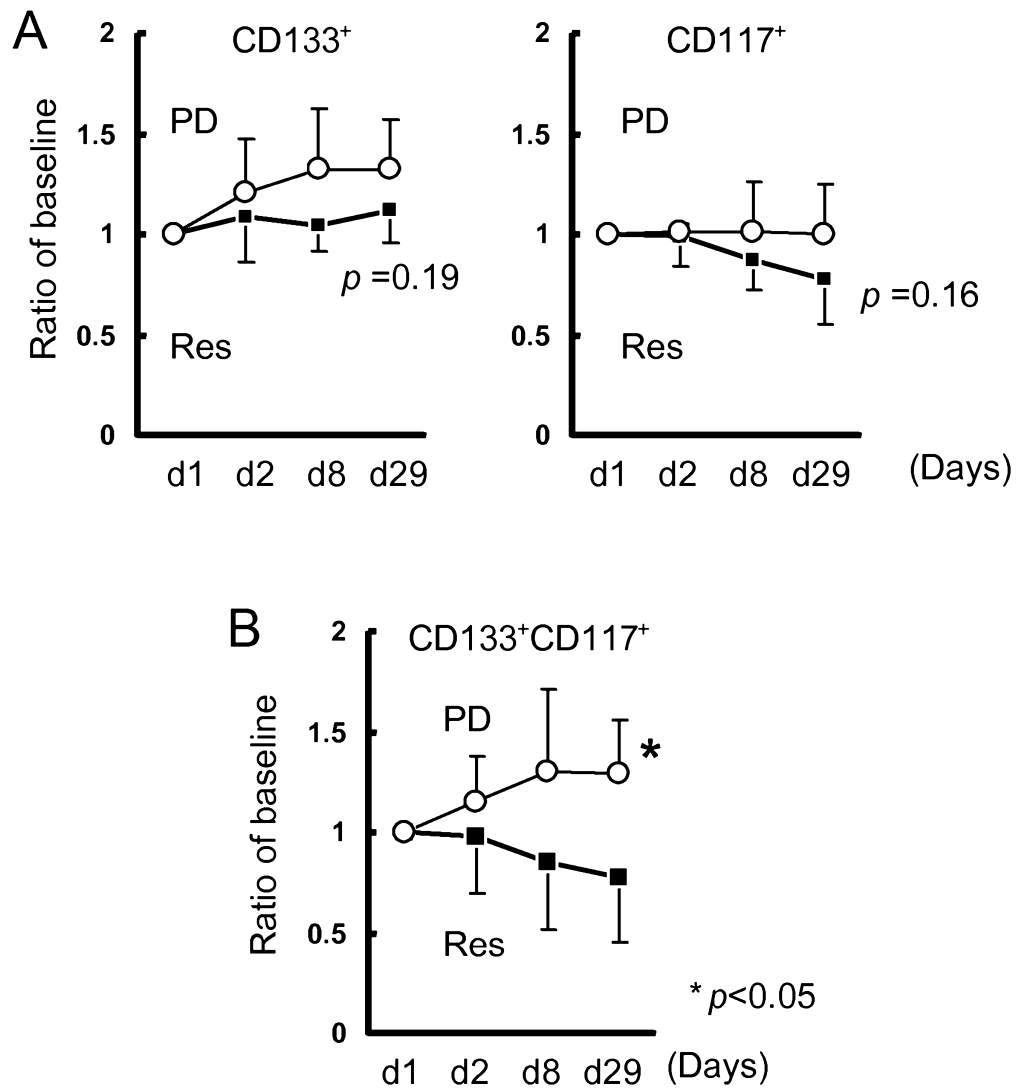 A
CD133⁺
CD117⁺
Ratio of baseline
2
1.5
1
0.5
0
PD
Res
p =0.19
d1 d2 d8 d29
2
1.5
1
0.5
0
PD
Res
p =0.16
d1 d2 d8 d29
(Days)
B
CD133⁺CD117⁺
Ratio of baseline
2
1.5
1
0.5
0
PD
*
Res
* p<0.05
d1 d2 d8 d29
(Days)